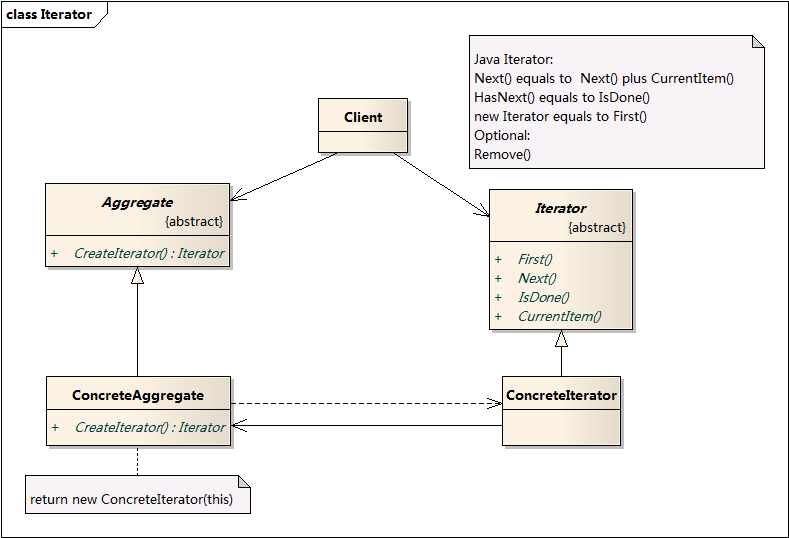 class Iterator
Java Iterator:
Next() equals to  Next() plus CurrentItem()
HasNext() equals to IsDone()
new Iterator equals to First()
Optional:
Remove()
Client
Aggregate
{abstract}
+ CreateIterator() : Iterator
Iterator
{abstract}
+ First()
+ Next()
+ IsDone()
+ CurrentItem()
ConcreteAggregate
+ CreateIterator() : Iterator
ConcreteIterator
return new ConcreteIterator(this)